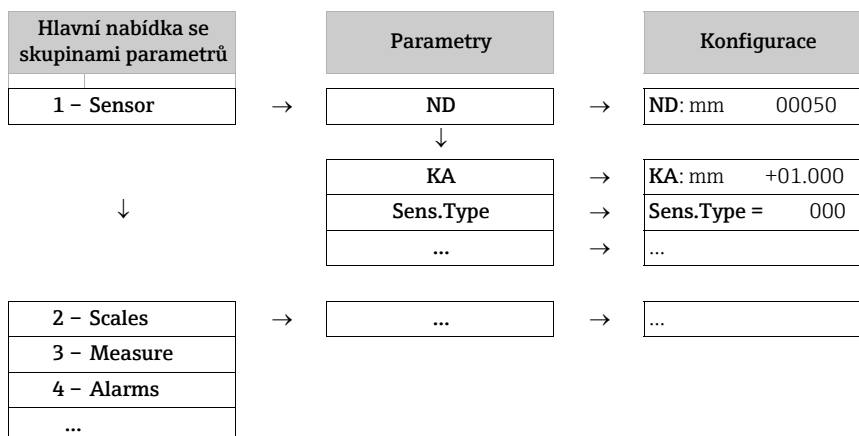 Hlavní nabídka se
skupinami parametrů
Parametry
Konfigurace
1 – Sensor → ND → ND: mm 00050
↓
KA → KA: mm +01.000
↓ Sens.Type → Sens.Type = 000
... → ...
2 – Scales → ... → ...
3 – Measure
4 – Alarms
...